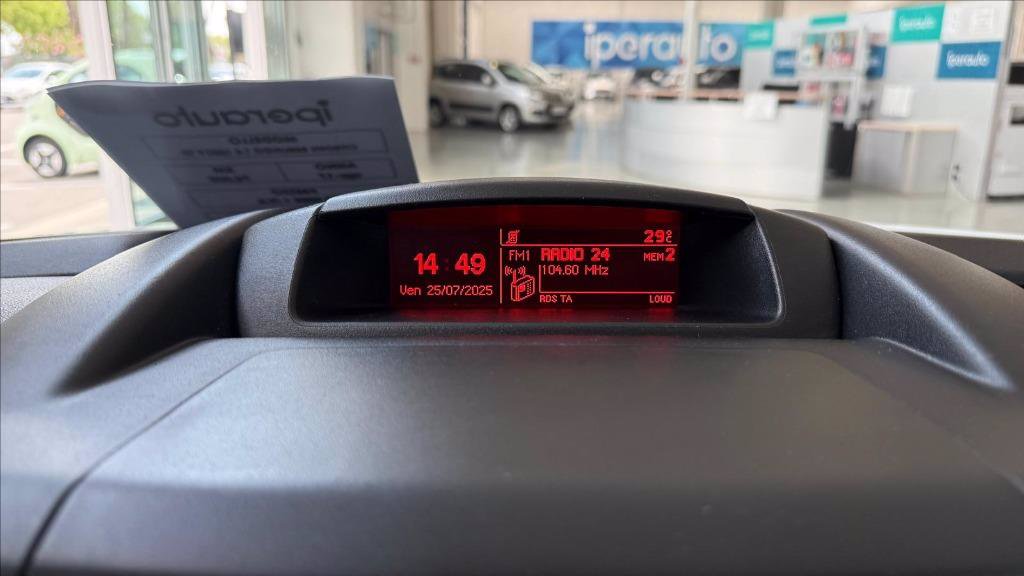 iperauto
iperauto
iperauto
iperauto
MODELLO
29°C
FM1 RADIO 24 MEM2
14:49
104.60 MHz
Ven 25/07/2025
RDS TA LOUD